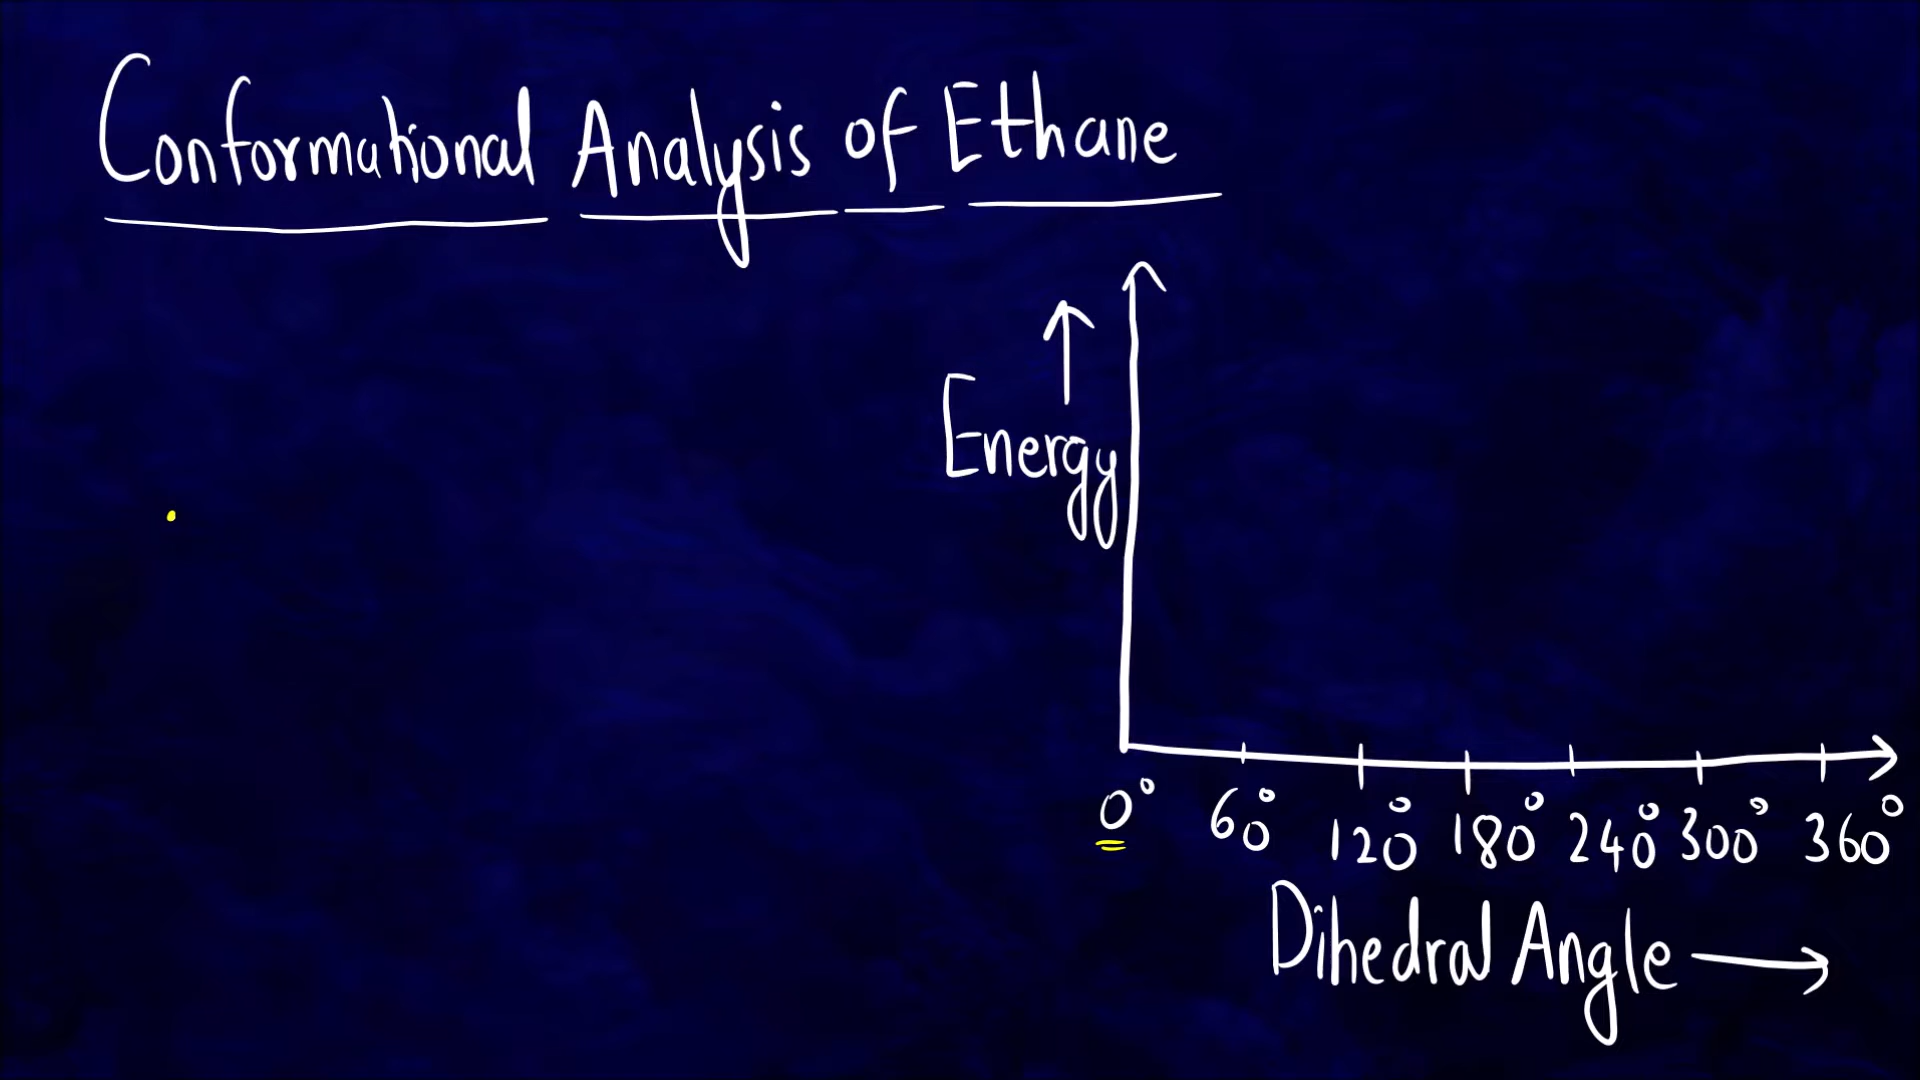 Conformational Analysis of Ethane
Energy
0° 60° 120° 180° 240° 300° 360°
Dihedral Angle